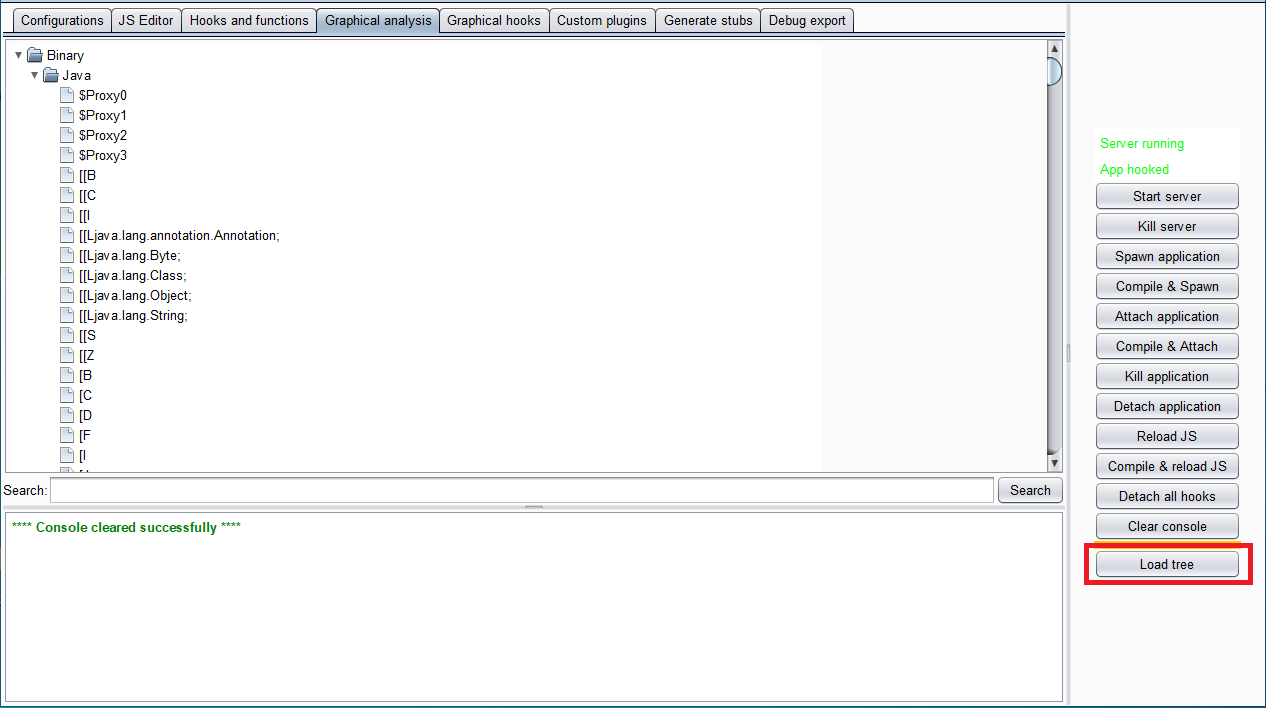 Configurations JS Editor Hooks and functions Graphical analysis Graphical hooks Custom plugins Generate stubs Debug export
Binary
Java
$Proxy0
$Proxy1
$Proxy2
$Proxy3
[[B
[[C
[[I
[[Ljava.lang.annotation.Annotation;
[[Ljava.lang.Byte;
[[Ljava.lang.Class;
[[Ljava.lang.Object;
[[Ljava.lang.String;
[[S
[[Z
[B
[C
[D
[F
[I
Search: Search
**** Console cleared successfully ****
Server running
App hooked
Start server
Kill server
Spawn application
Compile & Spawn
Attach application
Compile & Attach
Kill application
Detach application
Reload JS
Compile & reload JS
Detach all hooks
Clear console
Load tree